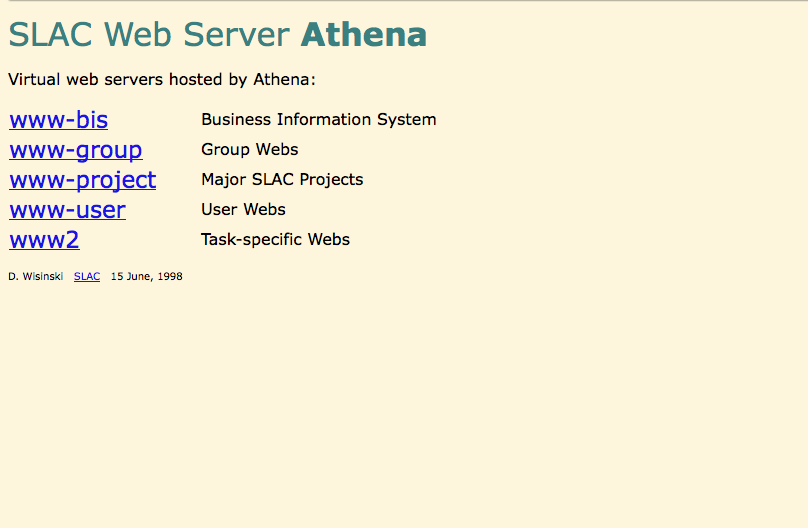 SLAC Web Server Athena
Virtual web servers hosted by Athena:
www-bis Business Information System
www-group Group Webs
www-project Major SLAC Projects
www-user User Webs
www2 Task-specific Webs
D. Wisinski SLAC 15 June, 1998